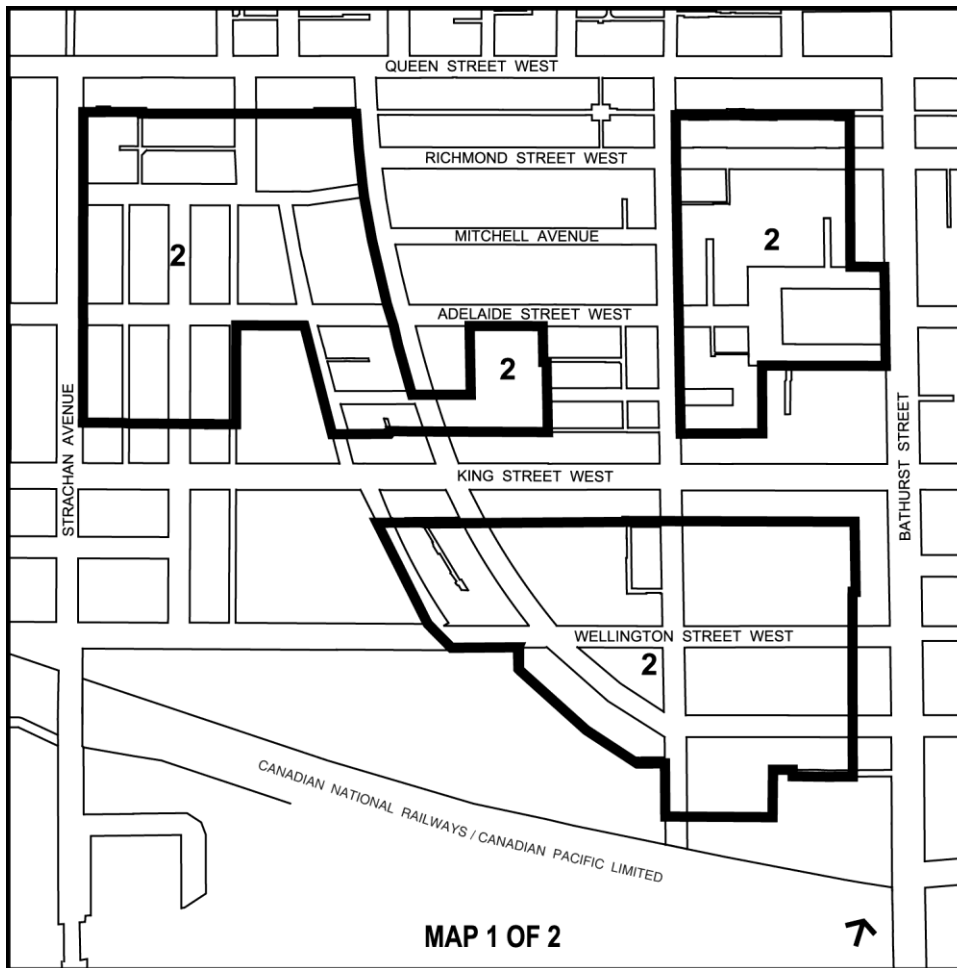 QUEEN STREET WEST
RICHMOND STREET WEST
2
2
MITCHELL AVENUE
ADELAIDE STREET WEST
2
STRACHAN AVENUE
BATHURST STREET
KING STREET WEST
WELLINGTON STREET WEST
2
CANADIAN NATIONAL RAILWAYS / CANADIAN PACIFIC LIMITED
MAP 1 OF 2